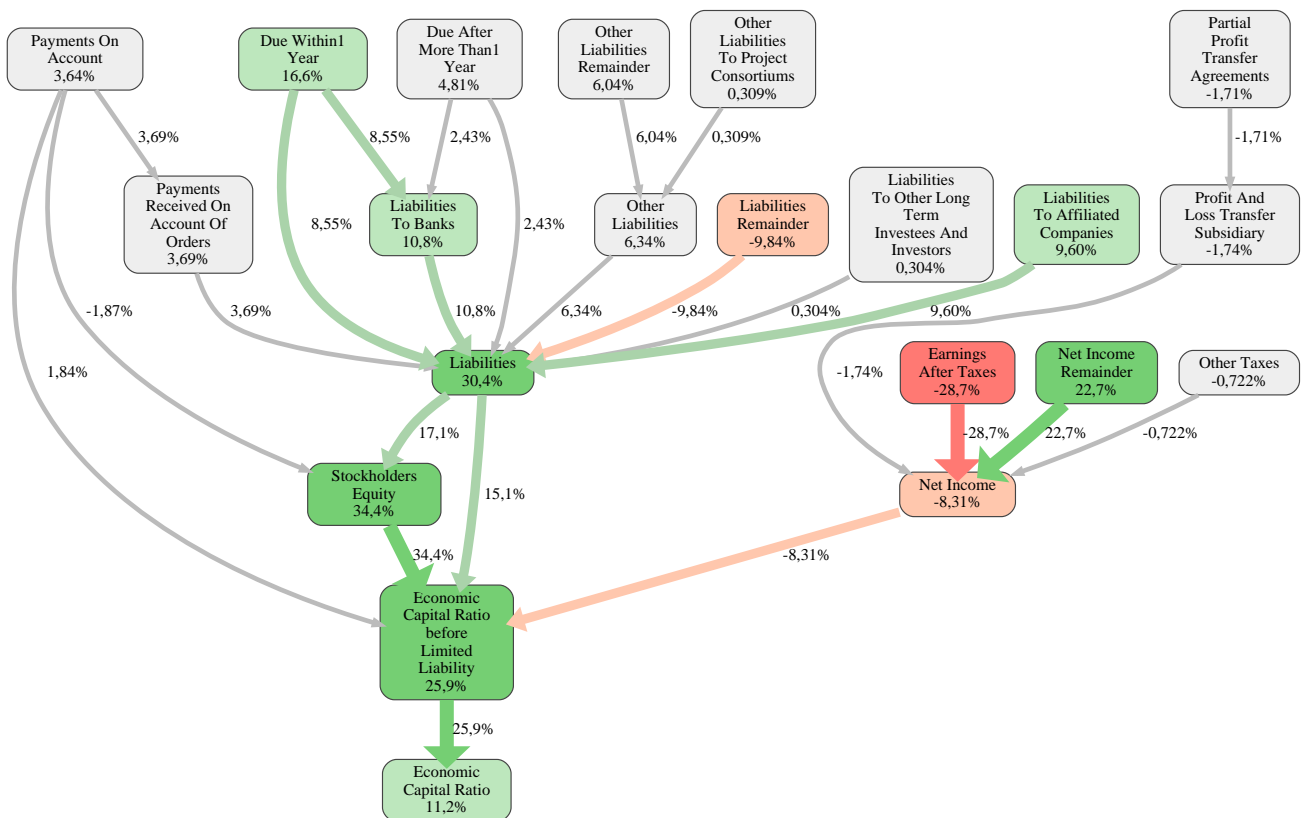 Payments On
Account
3,64%
Due Within1
Year
16,6%
Due After
More Than1
Year
4,81%
Other
Liabilities
Remainder
6,04%
Other
Liabilities
To Project
Consortiums
0,309%
Partial
Profit
Transfer
Agreements
-1,71%
3,69%
8,55%
2,43%
6,04%
0,309%
-1,71%
Payments
Received On
Account Of
Orders
3,69%
Liabilities
To Banks
10,8%
Other
Liabilities
6,34%
Liabilities
Remainder
-9,84%
Liabilities
To Other Long
Term
Investees And
Investors
0,304%
Liabilities
To Affiliated
Companies
9,60%
Profit And
Loss Transfer
Subsidiary
-1,74%
8,55%
2,43%
-1,87%
3,69%
10,8%
6,34%
-9,84%
0,304%
9,60%
1,84%
Liabilities
30,4%
-1,74%
Earnings
After Taxes
-28,7%
Net Income
Remainder
22,7%
Other Taxes
-0,722%
17,1%
-28,7%
22,7%
-0,722%
Stockholders
Equity
34,4%
15,1%
Net Income
-8,31%
34,4%
-8,31%
Economic
Capital Ratio
before
Limited
Liability
25,9%
25,9%
Economic
Capital Ratio
11,2%